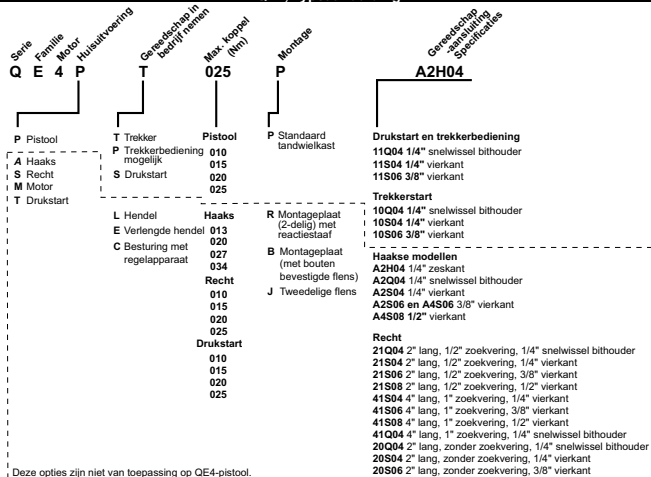 Serie
Familie
Motor
Huisuitvoering
Gereedschap in bedrijf nemen
Max. koppel (Nm)
Montage
Gereedschap -aansluiting Specificaties
Q E 4 P T 025 P A2H04
P Pistool
A Haaks
S Recht
M Motor
T Drukstart
T Trekker
P Trekkerbediening
mogelijk
S Drukstart
L Hendel
E Verlengde hendel
C Besturing met
regelapparaat
Pistool
010
015
020
025
Haaks
013
020
027
034
Recht
010
015
020
025
Drukstart
010
015
020
025
P Standaard
tandwielkast
R Montageplaat
(2-delig) met
reactiestaaf
B Montageplaat
(met bouten
bevestigde flens)
J Tweedelige flens
Drukstart en trekkerbediening
11Q04 1/4" snelwissel bithouder
11S04 1/4" vierkant
11S06 3/8" vierkant
Trekkerstart
10Q04 1/4" snelwissel bithouder
10S04 1/4" vierkant
10S06 3/8" vierkant
Haakse modellen
A2H04 1/4" zeskant
A2Q04 1/4" snelwissel bithouder
A2S04 1/4" vierkant
A2S06 en A4S06 3/8" vierkant
A4S08 1/2" vierkant
Recht
21Q04 2" lang, 1/2" zoekvering, 1/4" snelwissel bithouder
21S04 2" lang, 1/2" zoekvering, 1/4" vierkant
21S06 2" lang, 1/2" zoekvering, 3/8" vierkant
21S08 2" lang, 1/2" zoekvering, 1/2" vierkant
41S04 4" lang, 1" zoekvering, 1/4" vierkant
41S06 4" lang, 1" zoekvering, 3/8" vierkant
41S08 4" lang, 1" zoekvering, 1/2" vierkant
41Q04 4" lang, 1" zoekvering, 1/4" snelwissel bithouder
20Q04 2" lang, zonder zoekvering, 1/4" snelwissel bithouder
20S04 2" lang, zonder zoekvering, 1/4" vierkant
20S06 2" lang, zonder zoekvering, 3/8" vierkant
Deze opties zijn niet van toepassing op QE4-pistool.